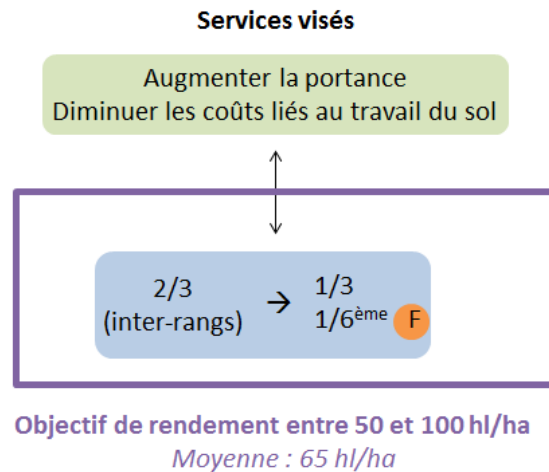 Services visés
Augmenter la portance
Diminuer les coûts liés au travail du sol
2/3
(inter-rangs)
→
1/3
1/6ème F
Objectif de rendement entre 50 et 100 hl/ha
Moyenne : 65 hl/ha